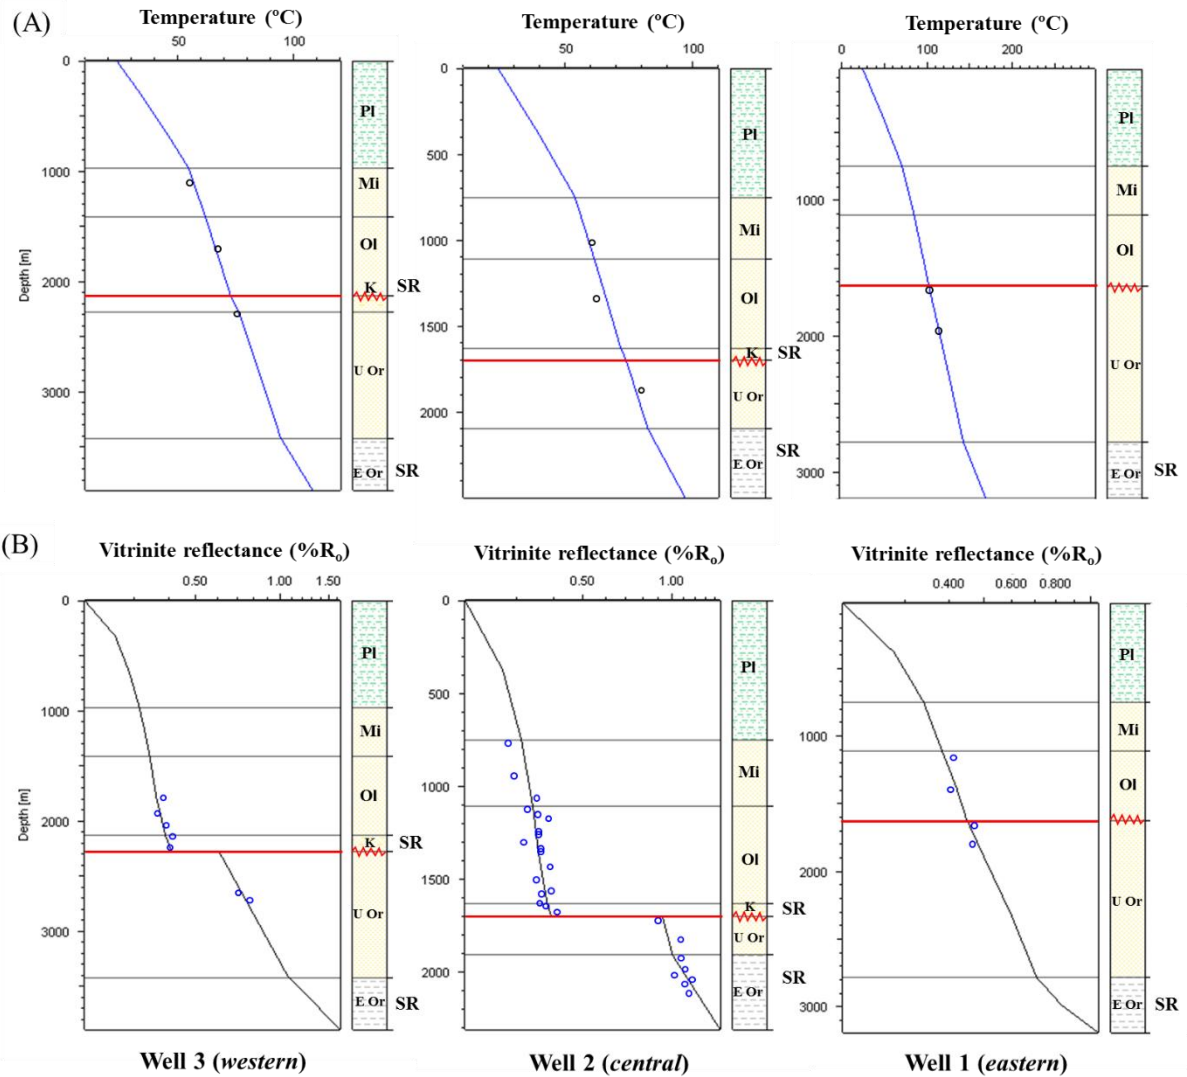 (A)
Temperature (ºC)
Temperature (ºC)
Temperature (ºC)
50 100
50 100
0 100 200
0
1000
2000
3000
Depth [m]
Pl
Mi
Ol
K
SR
U Or
E Or
SR
0
500
1000
1500
2000
Pl
Mi
Ol
K
SR
U Or
E Or
SR
1000
2000
3000
Pl
Mi
Ol
U Or
E Or
SR
(B)
Vitrinite reflectance (%Ro)
Vitrinite reflectance (%Ro)
Vitrinite reflectance (%Ro)
0.50 1.00 1.50
0.50 1.00
0.400 0.600 0.800
0
1000
2000
3000
Depth [m]
Pl
Mi
Ol
K
SR
U Or
E Or
SR
0
500
1000
1500
2000
Pl
Mi
Ol
K
SR
U Or
SR
E Or
1000
2000
3000
Pl
Mi
Ol
U Or
E Or
SR
Well 3 (western)
Well 2 (central)
Well 1 (eastern)